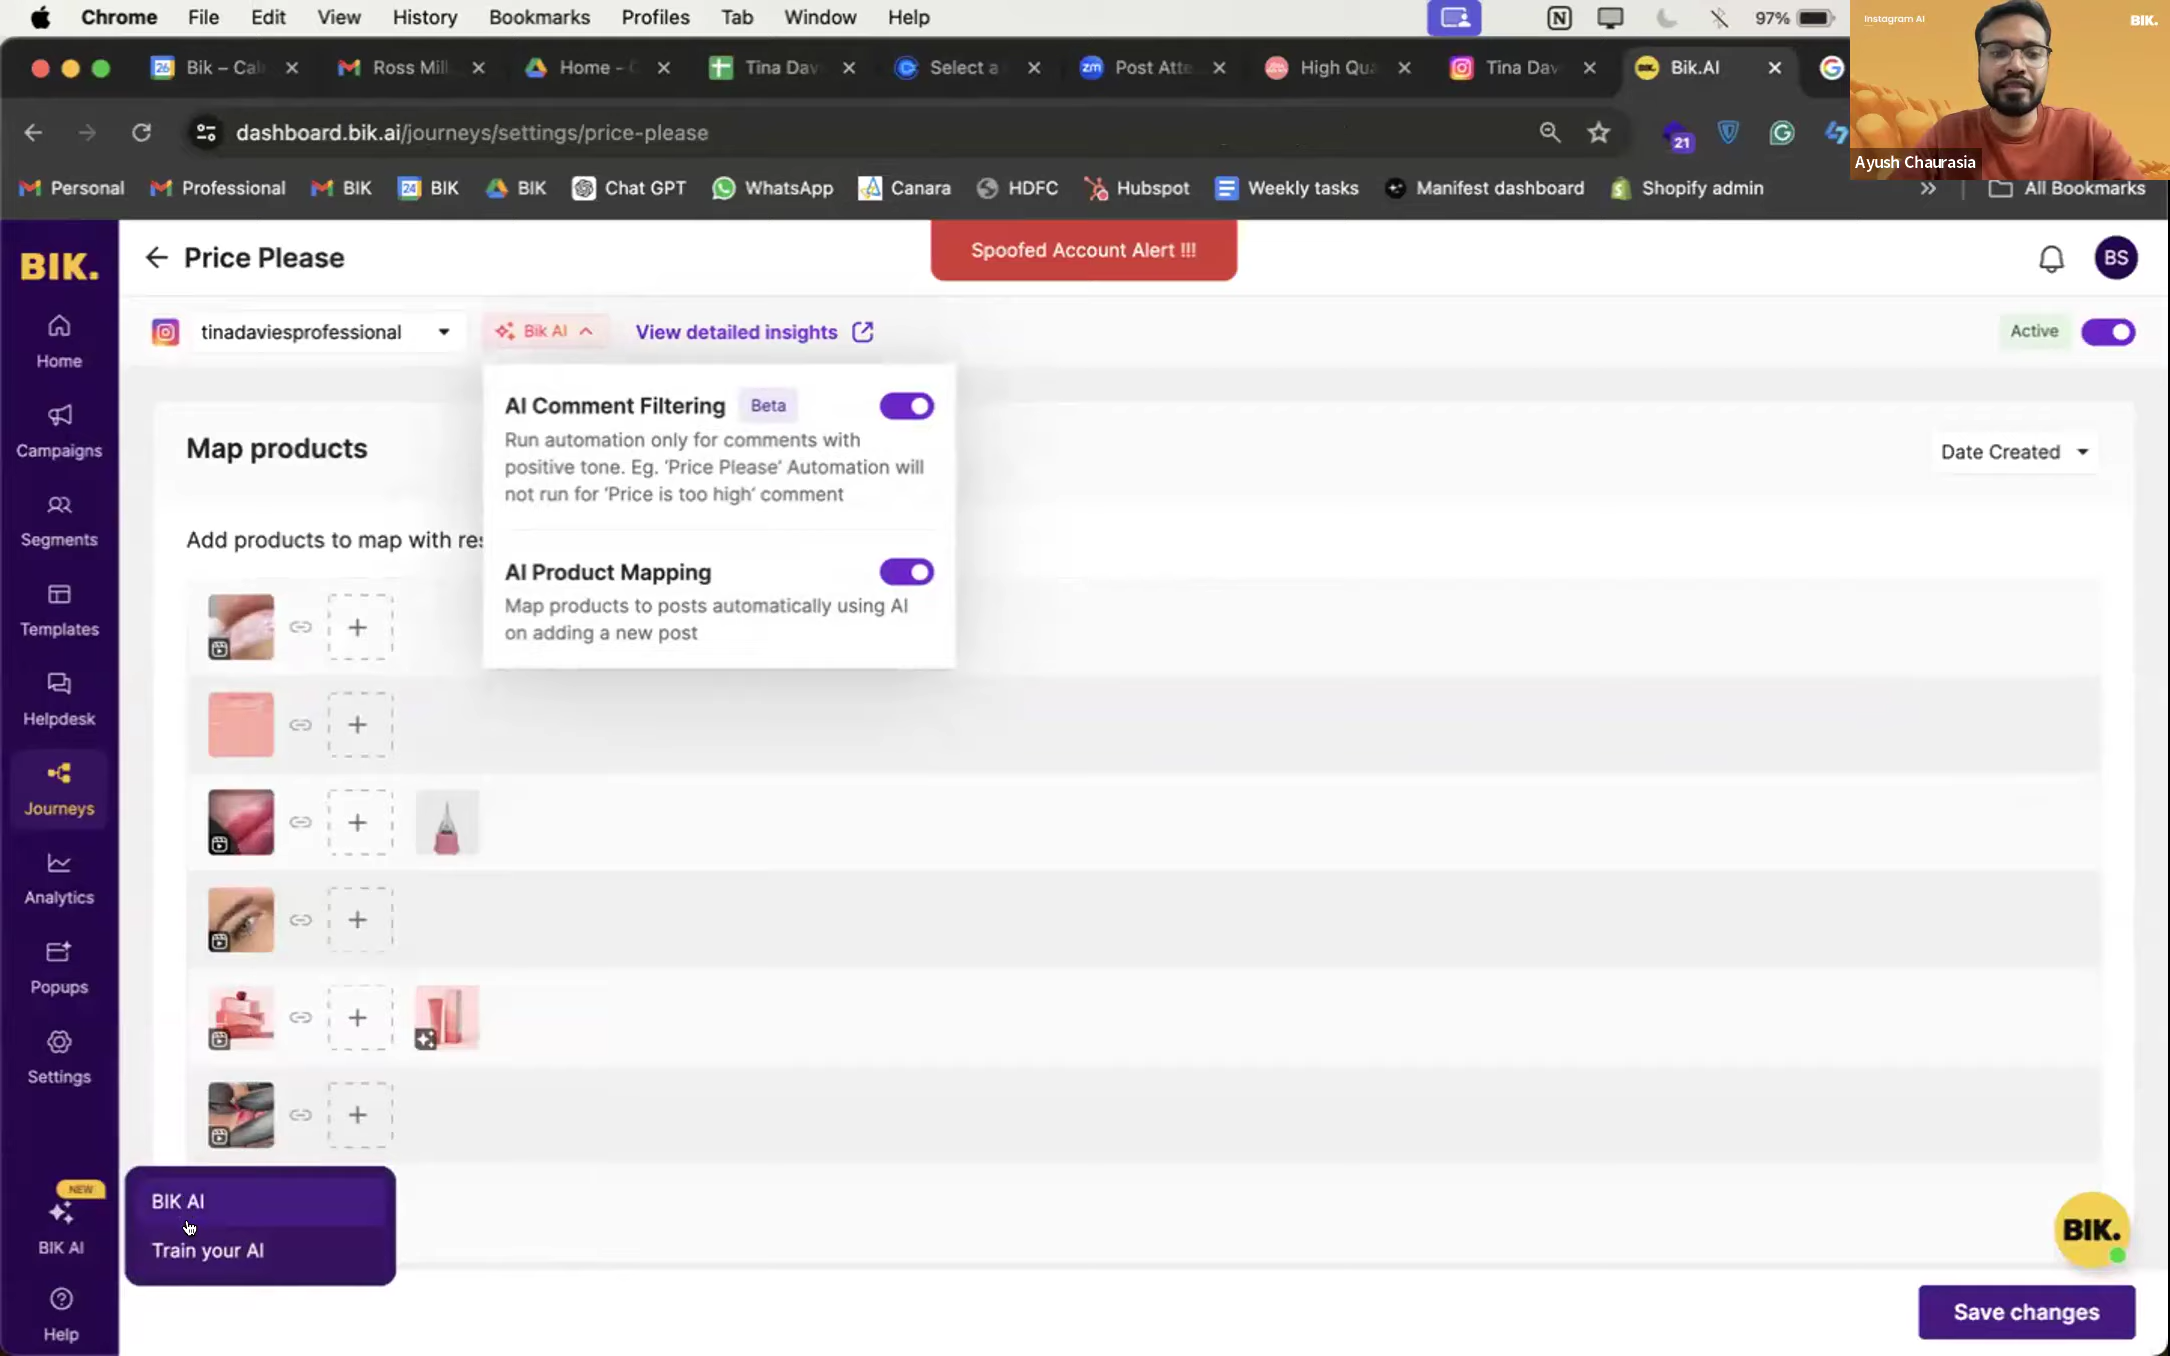 Chrome File Edit View History Bookmarks Profiles Tab Window Help
97%
Instagram AI
BIK.
26 Bik – Cal
Ross Mill
Home –
Tina Dav
Select a
zm Post Atte
High Qua
Tina Dav
Bik.AI
dashboard.bik.ai/journeys/settings/price-please
21
Ayush Chaurasia
Personal
Professional
BIK
24 BIK
BIK
Chat GPT
WhatsApp
Canara
HDFC
Hubspot
Weekly tasks
Manifest dashboard
Shopify admin
All Bookmarks
BIK.
Price Please
Spoofed Account Alert !!!
BS
tinadaviesprofessional
Bik AI
View detailed insights
Active
Home
Campaigns
Segments
Templates
Helpdesk
Journeys
Analytics
Popups
Settings
NEW
BIK AI
Help
Map products
Date Created
Add products to map with res
AI Comment Filtering Beta
Run automation only for comments with
positive tone. Eg. ‘Price Please’ Automation will
not run for ‘Price is too high’ comment
AI Product Mapping
Map products to posts automatically using AI
on adding a new post
BIK AI
Train your AI
BIK.
Save changes